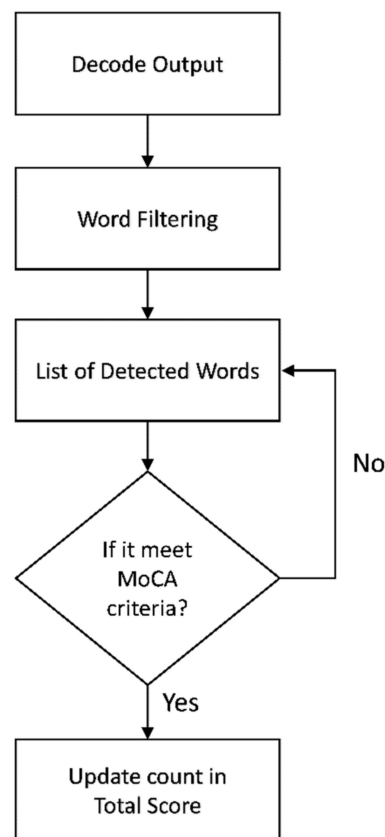 Decode Output
Word Filtering
List of Detected Words
No
If it meet
MoCA
criteria?
Yes
Update count in
Total Score